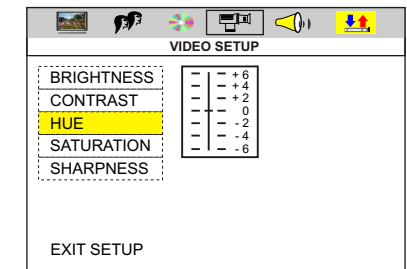 VIDEO SETUP
BRIGHTNESS
CONTRAST
HUE
SATURATION
SHARPNESS
+ 6
+ 4
+ 2
0
- 2
- 4
- 6
EXIT SETUP